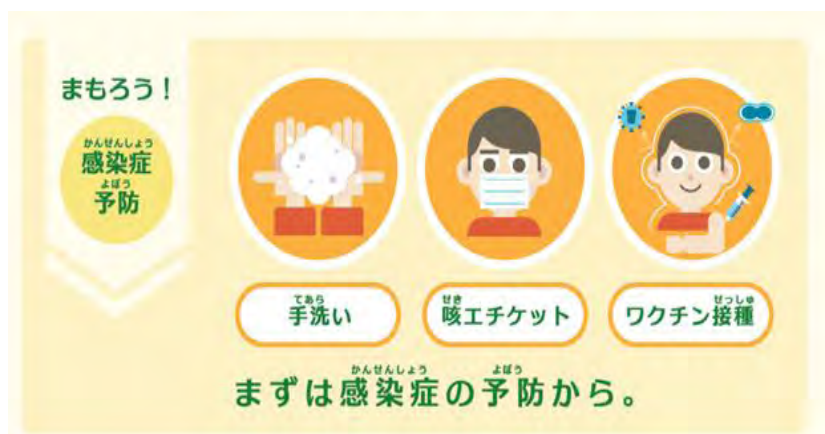 まもろう!
かんせんしょう
感染症
よぼう
予防
てあら
手洗い
せき
咳エチケット
せっしゅ
ワクチン接種
かんせんしょう よぼう
まずは感染症の予防から。